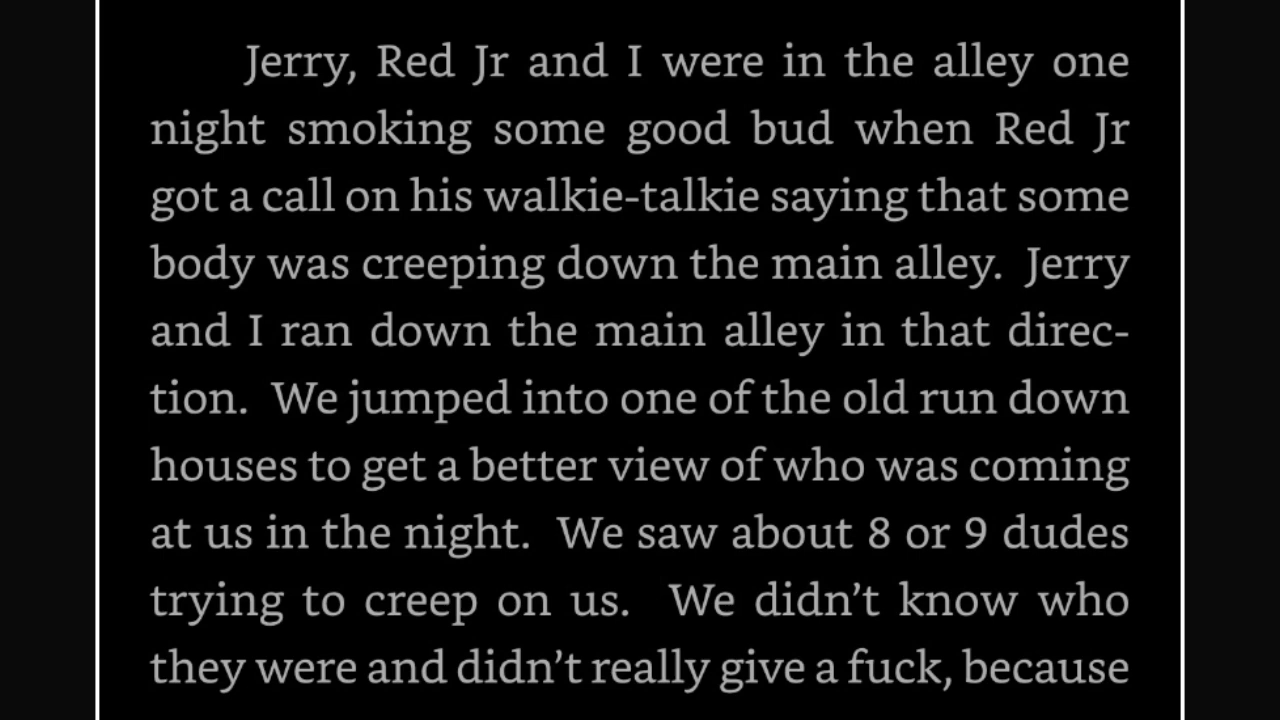 Jerry, Red Jr and I were in the alley one
night smoking some good bud when Red Jr
got a call on his walkie-talkie saying that some
body was creeping down the main alley.  Jerry
and I ran down the main alley in that direc-
tion.  We jumped into one of the old run down
houses to get a better view of who was coming
at us in the night.  We saw about 8 or 9 dudes
trying to creep on us.  We didn’t know who
they were and didn’t really give a fuck, because